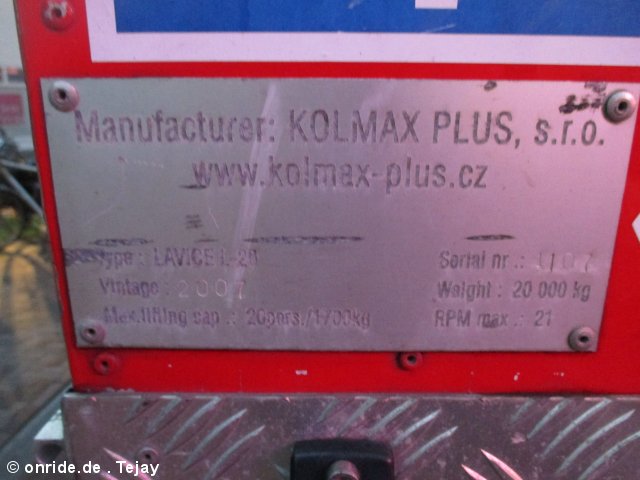 Manufacturer: KOLMAX PLUS, s.r.o.
www.kolmax-plus.cz
Type : LAVICE L-20 Serial nr .: 1107
Vintage : 2007 Weight : 20 000 kg
Max.lifting cap .: 20pers./1700kg RPM max .: 21
© onride.de . Tejay